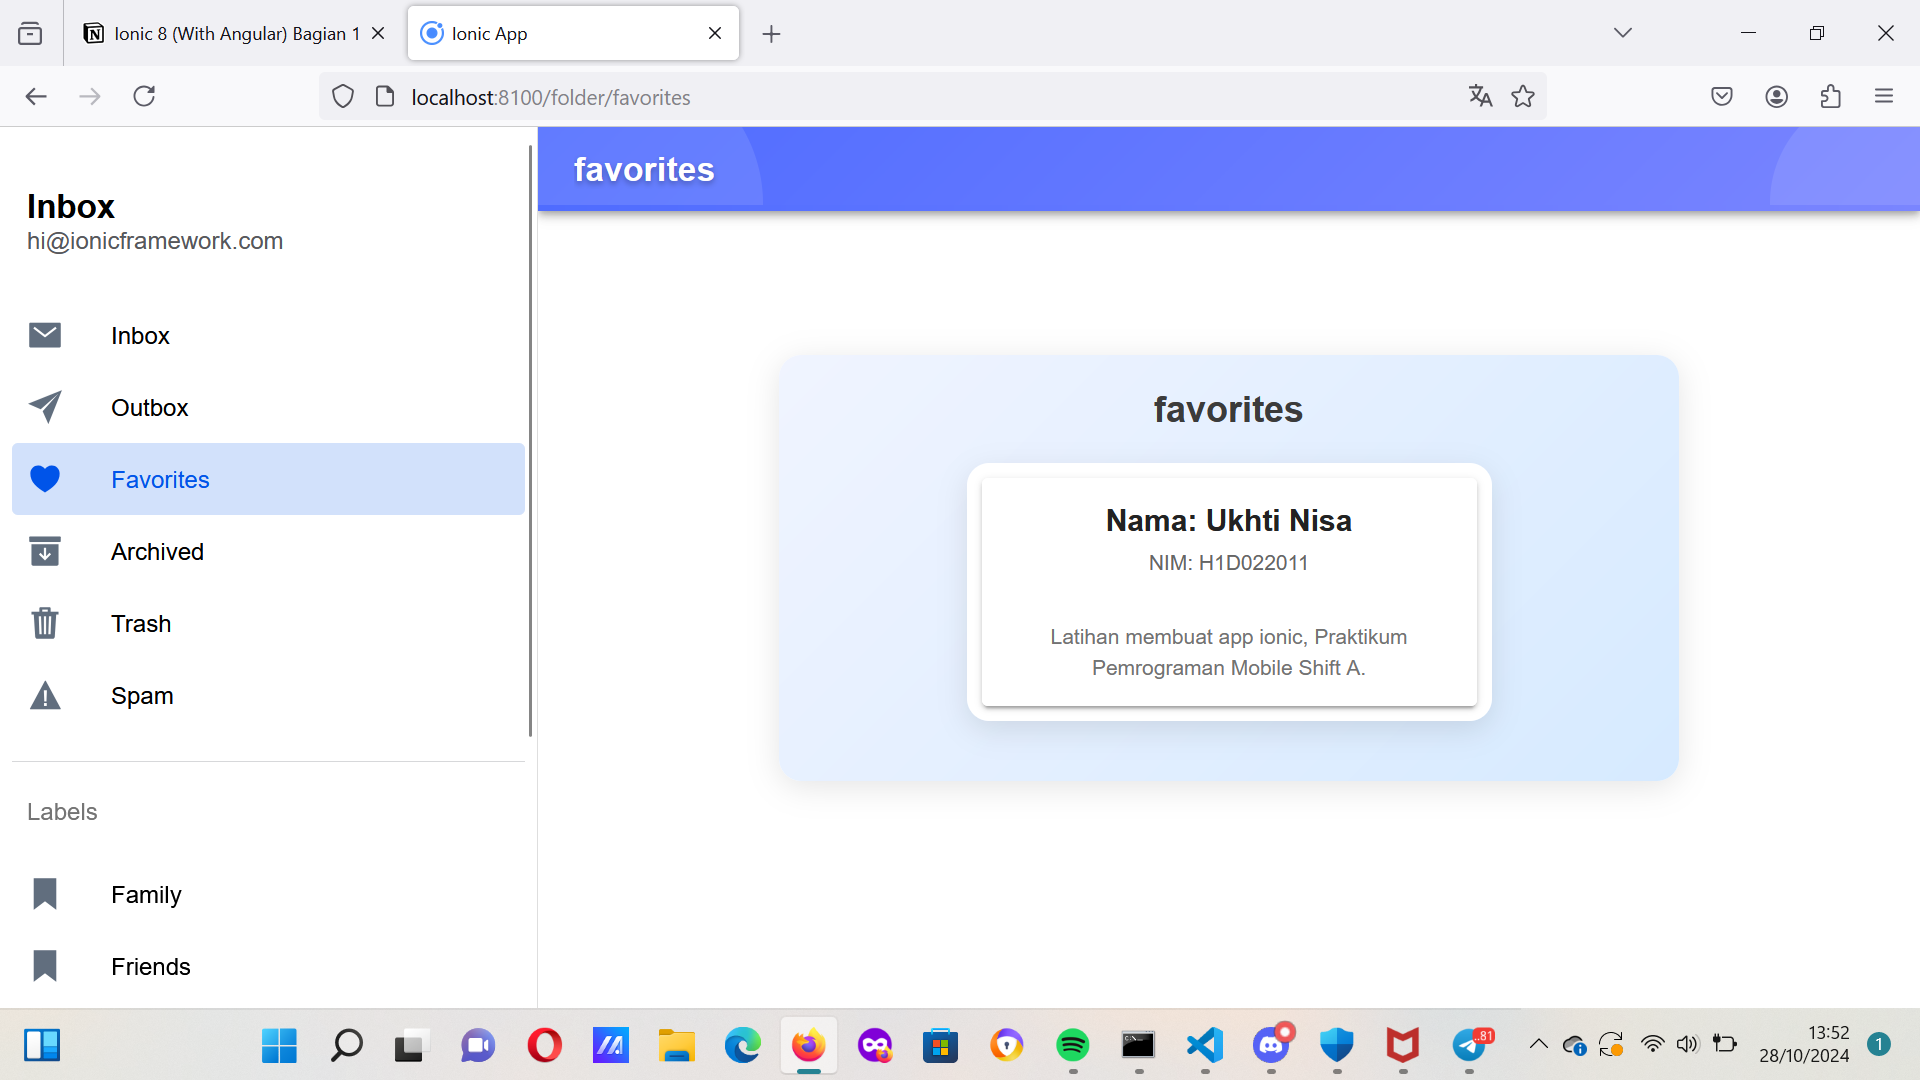 Ionic 8 (With Angular) Bagian 1
Ionic App
localhost:8100/folder/favorites
Inbox
hi@ionicframework.com
Inbox
Outbox
Favorites
Archived
Trash
Spam
Labels
Family
Friends
favorites
favorites
Nama: Ukhti Nisa
NIM: H1D022011
Latihan membuat app ionic, Praktikum
Pemrograman Mobile Shift A.
..81
13:52
28/10/2024
1